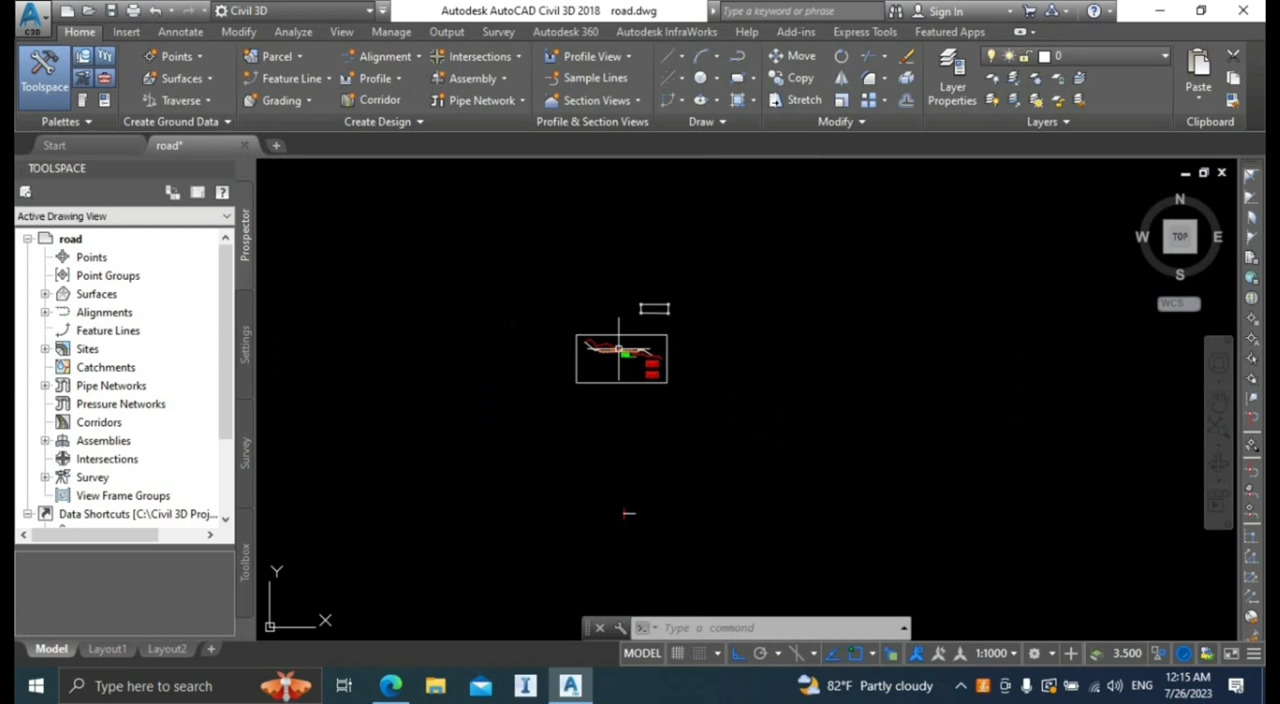 Civil 3D
Autodesk AutoCAD Civil 3D 2018 road.dwg
Type a keyword or phrase
Sign In
C3D
Home Insert Annotate Modify Analyze View Manage Output Survey Autodesk 360 Autodesk InfraWorks Help Add-ins Express Tools Featured Apps
Toolspace
Points
Surfaces
Traverse
Parcel
Feature Line
Grading
Alignment
Profile
Corridor
Intersections
Assembly
Pipe Network
Profile View
Sample Lines
Section Views
Move
Copy
Stretch
Layer
Properties
0
Paste
Palettes Create Ground Data Create Design Profile & Section Views Draw Modify Layers Clipboard
Start road*
TOOLSPACE
Active Drawing View
road
Points
Point Groups
Surfaces
Alignments
Feature Lines
Sites
Catchments
Pipe Networks
Pressure Networks
Corridors
Assemblies
Intersections
Survey
View Frame Groups
Data Shortcuts [C:\Civil 3D Proj...
Prospector
Settings
Survey
Toolbox
N
W TOP E
S
WCS
Y
X
Type a command
Model Layout1 Layout2
MODEL 1:1000 3.500
Type here to search
82°F Partly cloudy
ENG
12:15 AM
7/26/2023